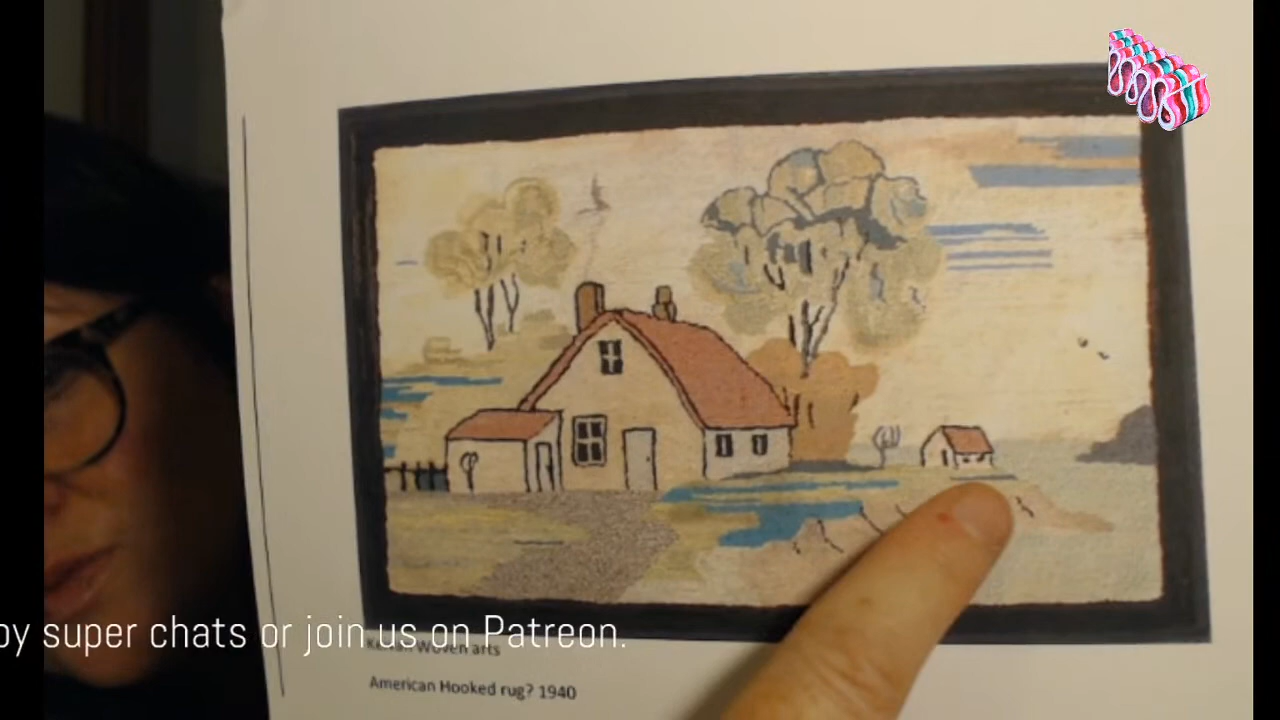 by super chats or join us on Patreon.
Woven arts
American Hooked rug? 1940